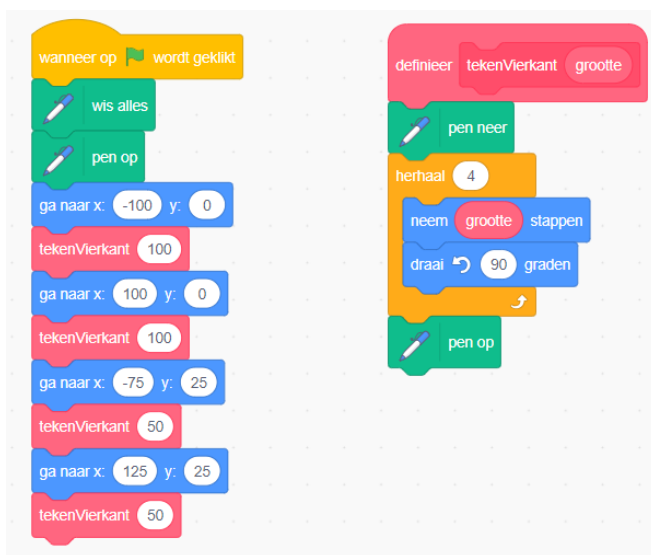 wanneer op wordt geklikt
wis alles
pen op
ga naar x: -100 y: 0
tekenVierkant 100
ga naar x: 100 y: 0
tekenVierkant 100
ga naar x: -75 y: 25
tekenVierkant 50
ga naar x: 125 y: 25
tekenVierkant 50
definieer tekenVierkant grootte
pen neer
herhaal 4
neem grootte stappen
draai 90 graden
pen op